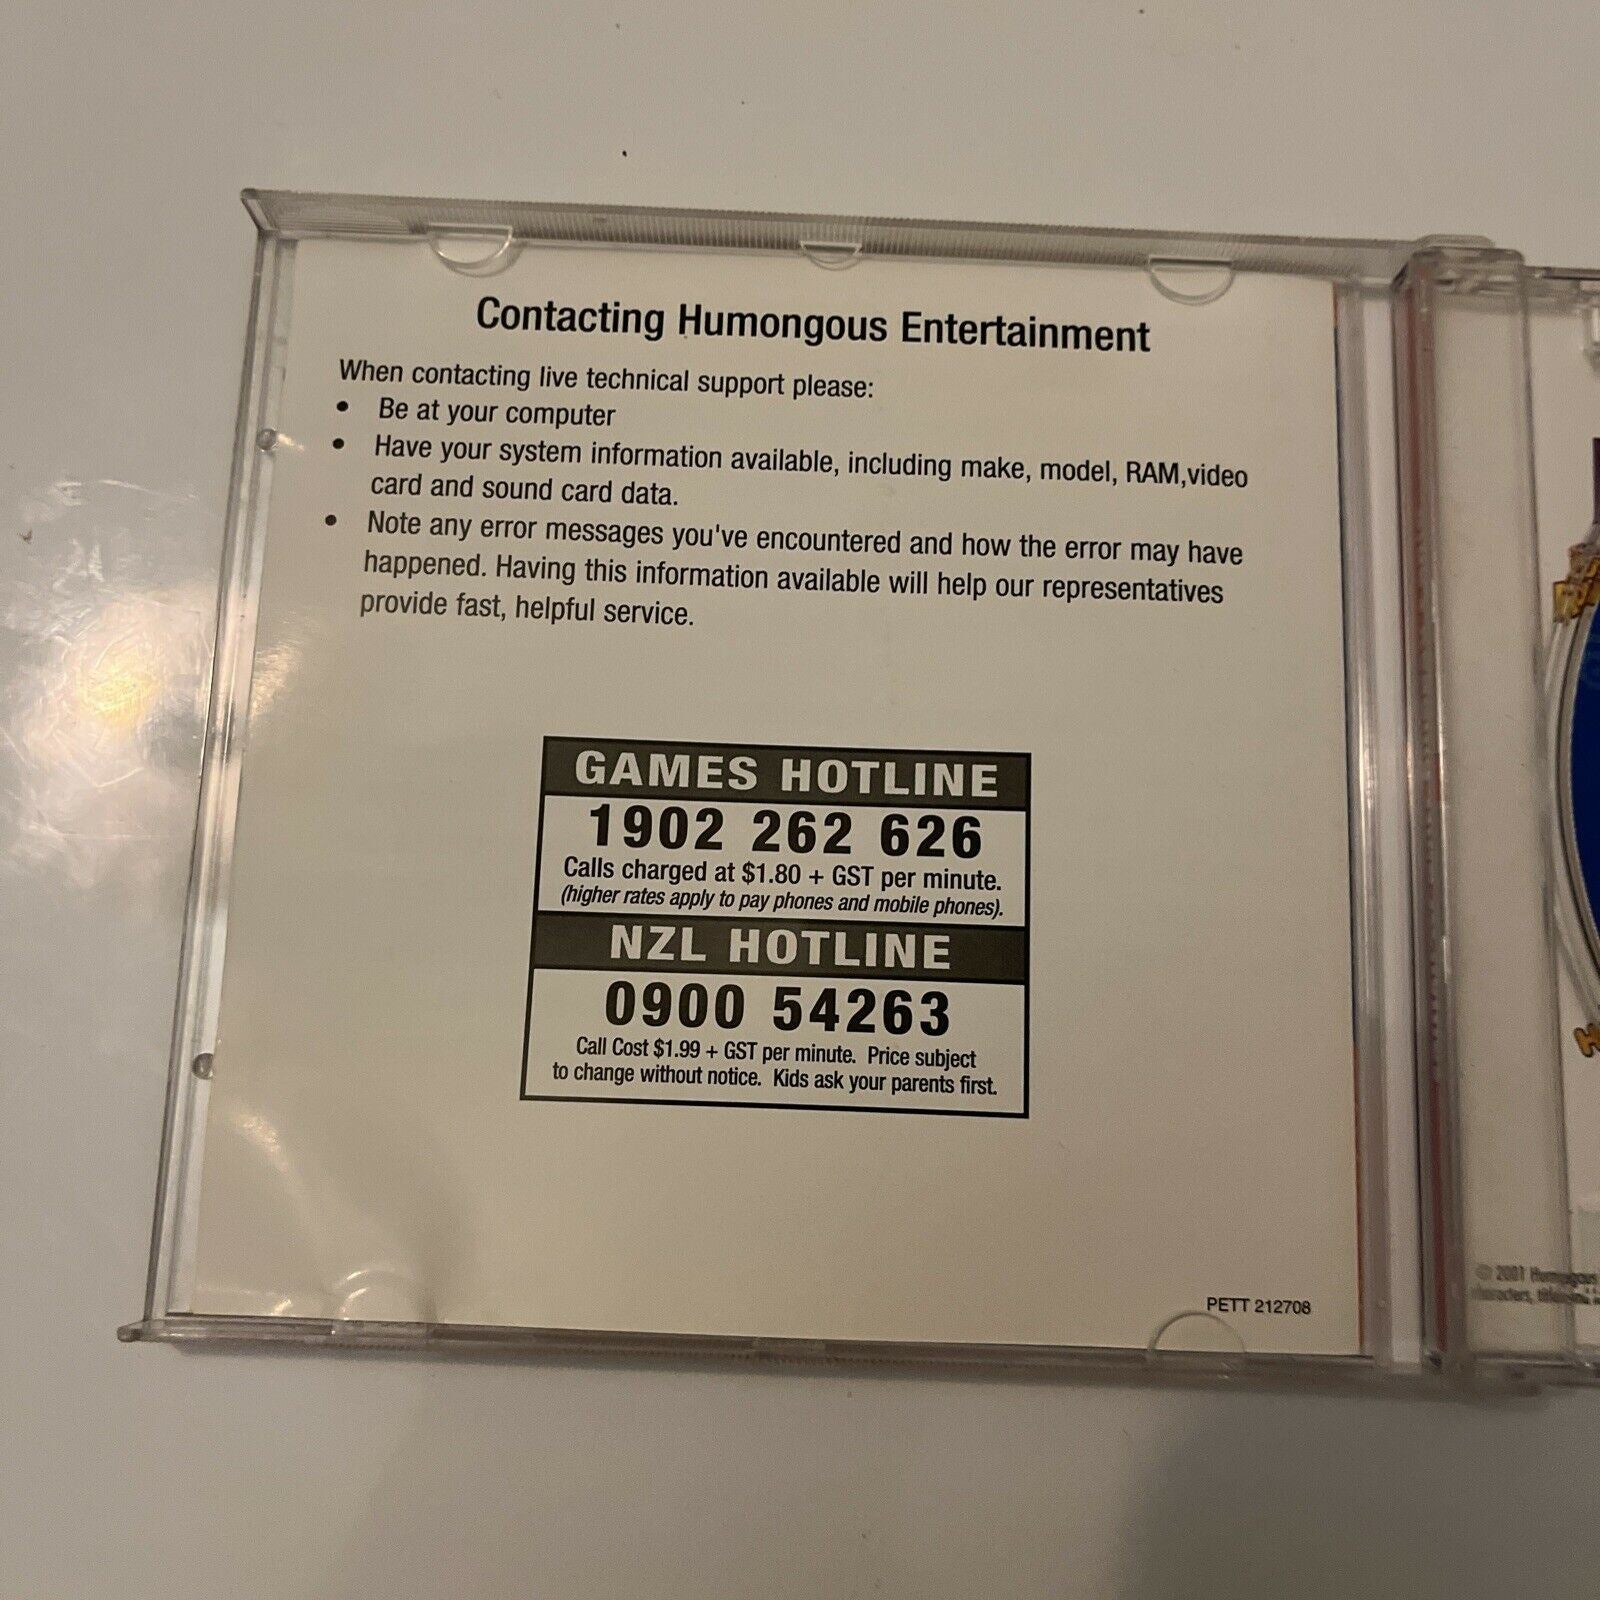 Contacting Humongous Entertainment
When contacting live technical support please:
• Be at your computer
• Have your system information available, including make, model, RAM,video
card and sound card data.
• Note any error messages you've encountered and how the error may have
happened. Having this information available will help our representatives
provide fast, helpful service.
GAMES HOTLINE
1902 262 626
Calls charged at $1.80 + GST per minute.
(higher rates apply to pay phones and mobile phones).
NZL HOTLINE
0900 54263
Call Cost $1.99 + GST per minute. Price subject
to change without notice. Kids ask your parents first.
PETT 212708
© 2001 Humongous